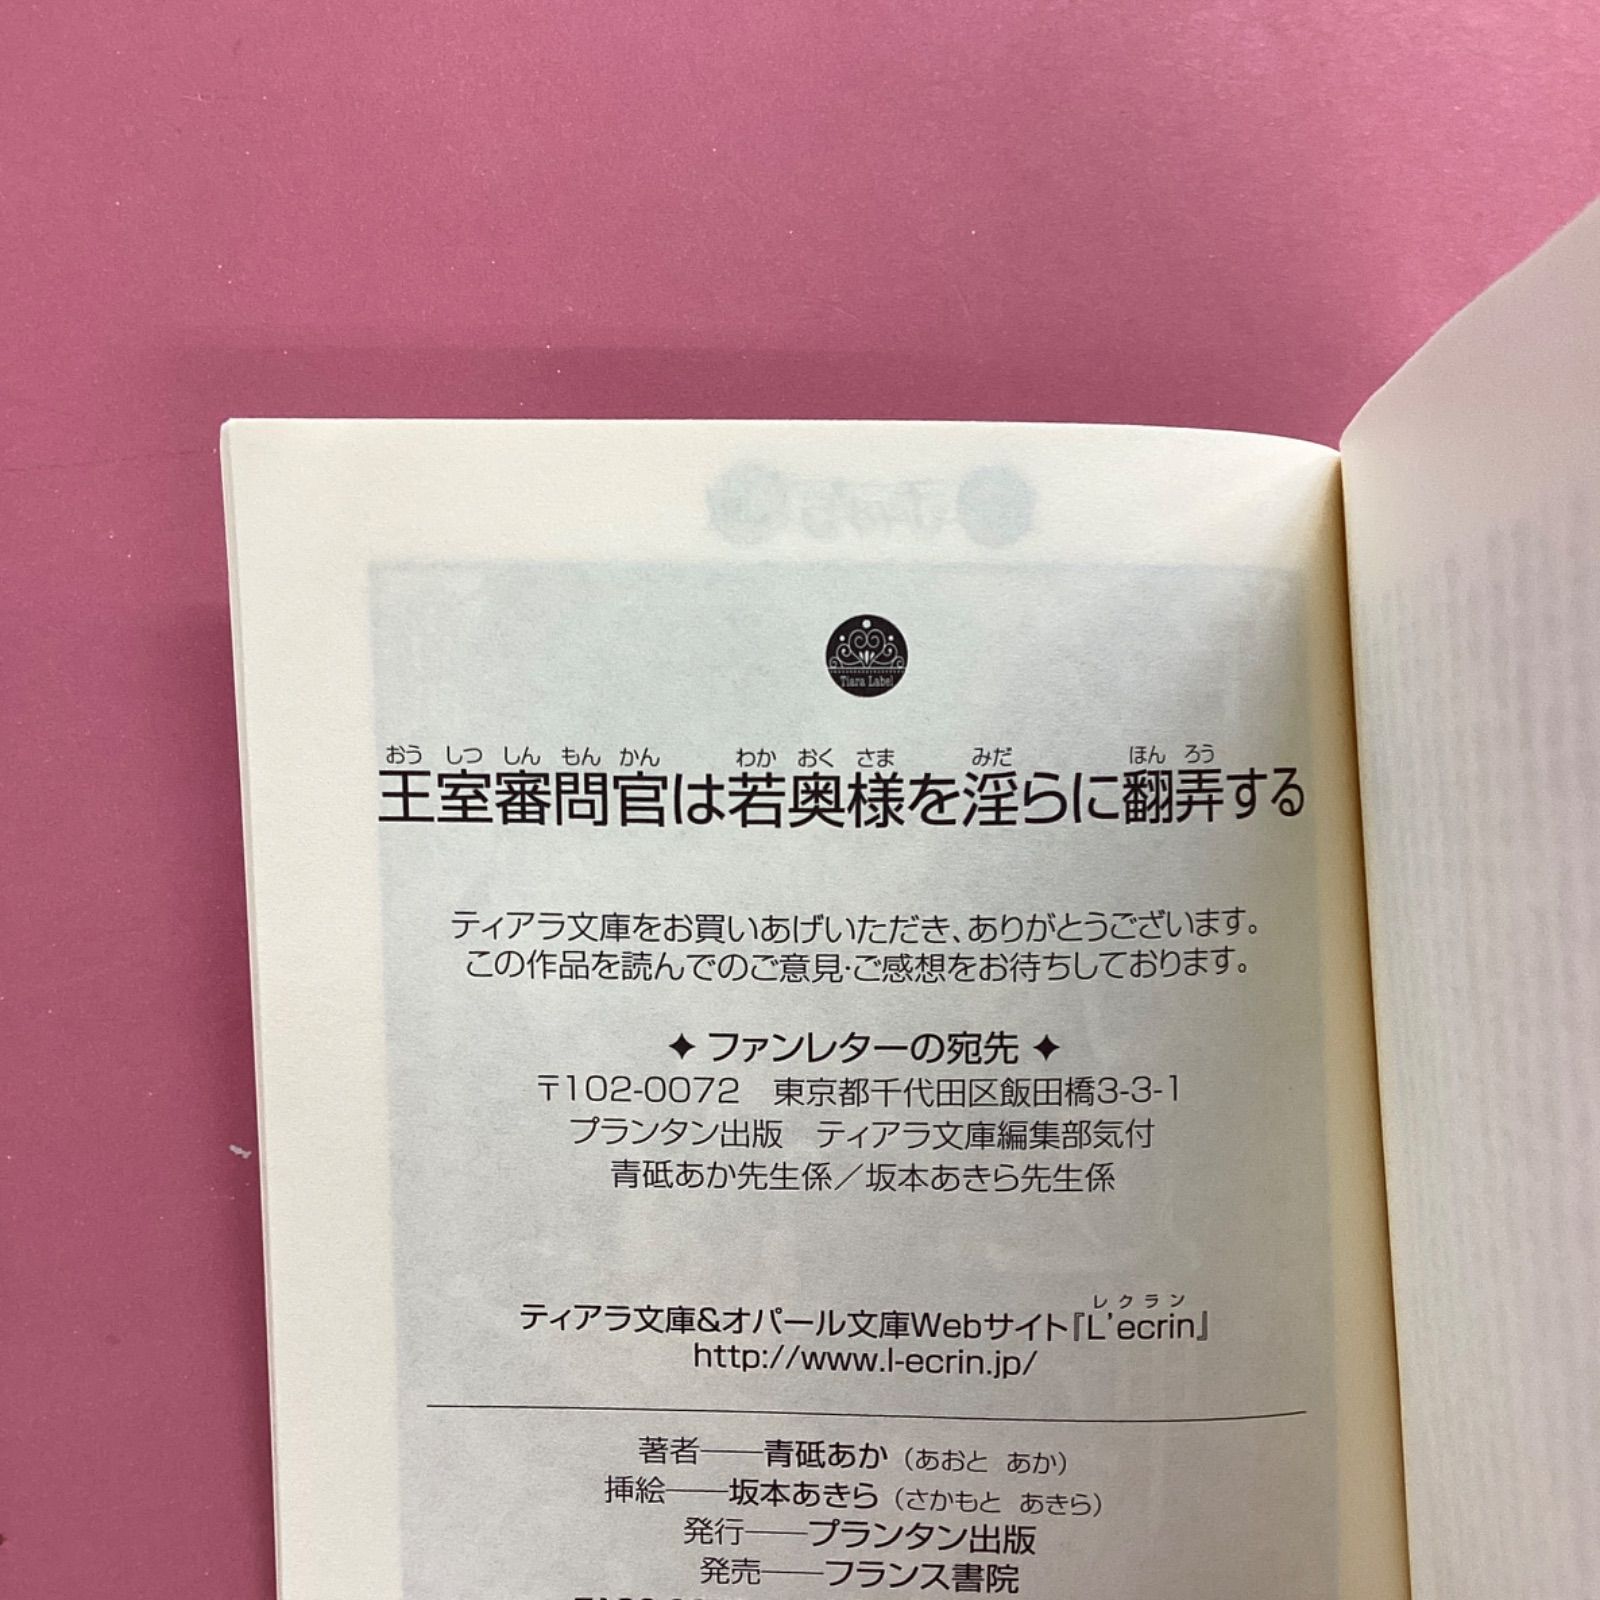 Tiara Label
おう しつ しん もん かん わか おく さま みだ ほん ろう
王室審問官は若奥様を淫らに翻弄する
ティアラ文庫をお買いあげいただき、ありがとうございます。
この作品を読んでのご意見・ご感想をお待ちしております。
✦ ファンレターの宛先 ✦
〒102-0072 東京都千代田区飯田橋3-3-1
プランタン出版 ティアラ文庫編集部気付
青砥あか先生係／坂本あきら先生係
レクラン
ティアラ文庫&オパール文庫Webサイト『L'ecrin』
http://www.l-ecrin.jp/
著者――青砥あか（あおと あか）
挿絵――坂本あきら（さかもと あきら）
発行――プランタン出版
発売――フランス書院